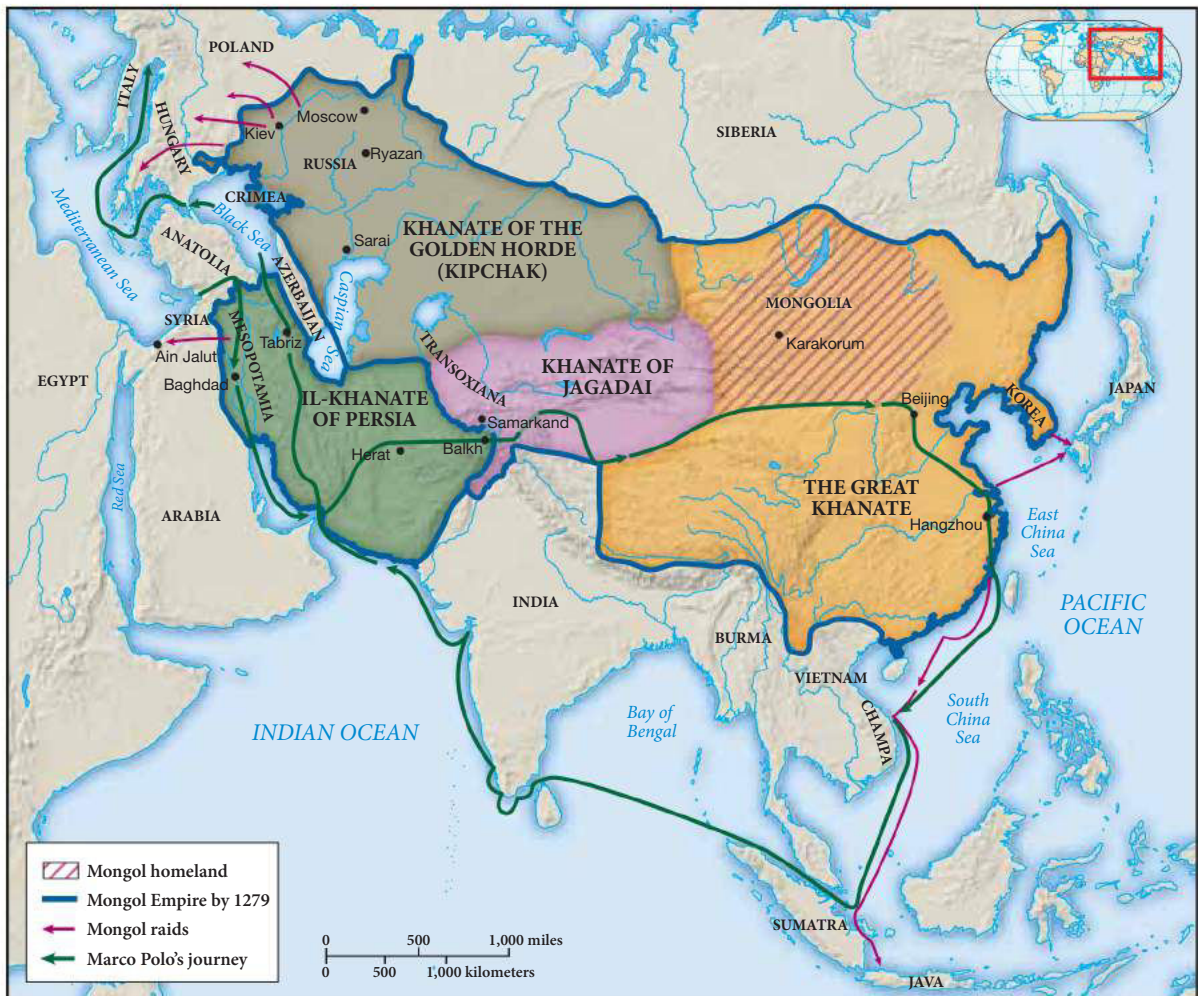 POLAND
ITALY
HUNGARY
Moscow
Kiev
RUSSIA
Ryazan
SIBERIA
CRIMEA
Black Sea
Mediterranean Sea
ANATOLIA
AZERBAIJAN
Sarai
Caspian
Sea
KHANATE OF THE
GOLDEN HORDE
(KIPCHAK)
MONGOLIA
Karakorum
SYRIA
MESOPOTAMIA
Tabriz
Ain Jalut
Baghdad
EGYPT
TRANSOXIANA
KHANATE OF
JAGADAI
IL-KHANATE
OF PERSIA
Samarkand
Balkh
Herat
Beijing
KOREA
JAPAN
Red Sea
ARABIA
THE GREAT
KHANATE
Hangzhou
East
China
Sea
PACIFIC
OCEAN
INDIA
BURMA
VIETNAM
CHAMPA
South
China
Sea
INDIAN OCEAN
Bay of
Bengal
SUMATRA
JAVA
Mongol homeland
Mongol Empire by 1279
Mongol raids
Marco Polo's journey
0 500 1,000 miles
0 500 1,000 kilometers